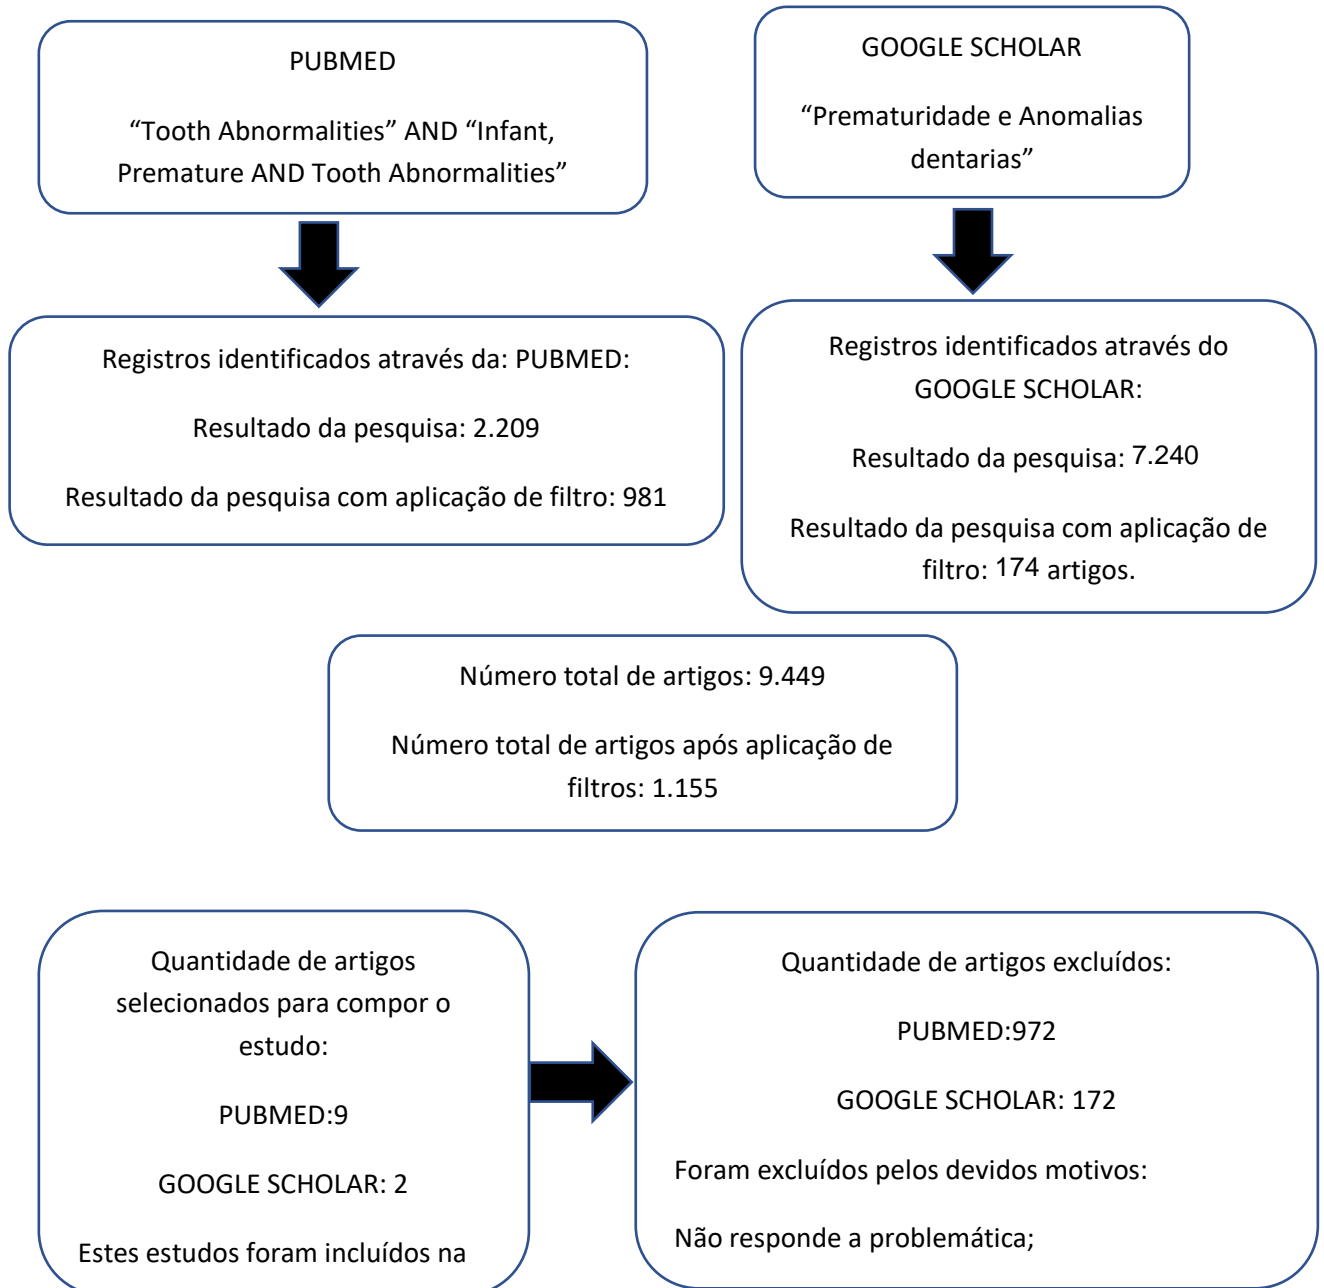 PUBMED
“Tooth Abnormalities” AND “Infant,
Premature AND Tooth Abnormalities”
GOOGLE SCHOLAR
“Prematuridade e Anomalias
dentarias”
Registros identificados através da: PUBMED:
Resultado da pesquisa: 2.209
Resultado da pesquisa com aplicação de filtro: 981
Registros identificados através do
GOOGLE SCHOLAR:
Resultado da pesquisa: 7.240
Resultado da pesquisa com aplicação de
filtro: 174 artigos.
Número total de artigos: 9.449
Número total de artigos após aplicação de
filtros: 1.155
Quantidade de artigos
selecionados para compor o
estudo:
PUBMED:9
GOOGLE SCHOLAR: 2
Estes estudos foram incluídos na
Quantidade de artigos excluídos:
PUBMED:972
GOOGLE SCHOLAR: 172
Foram excluídos pelos devidos motivos:
Não responde a problemática;